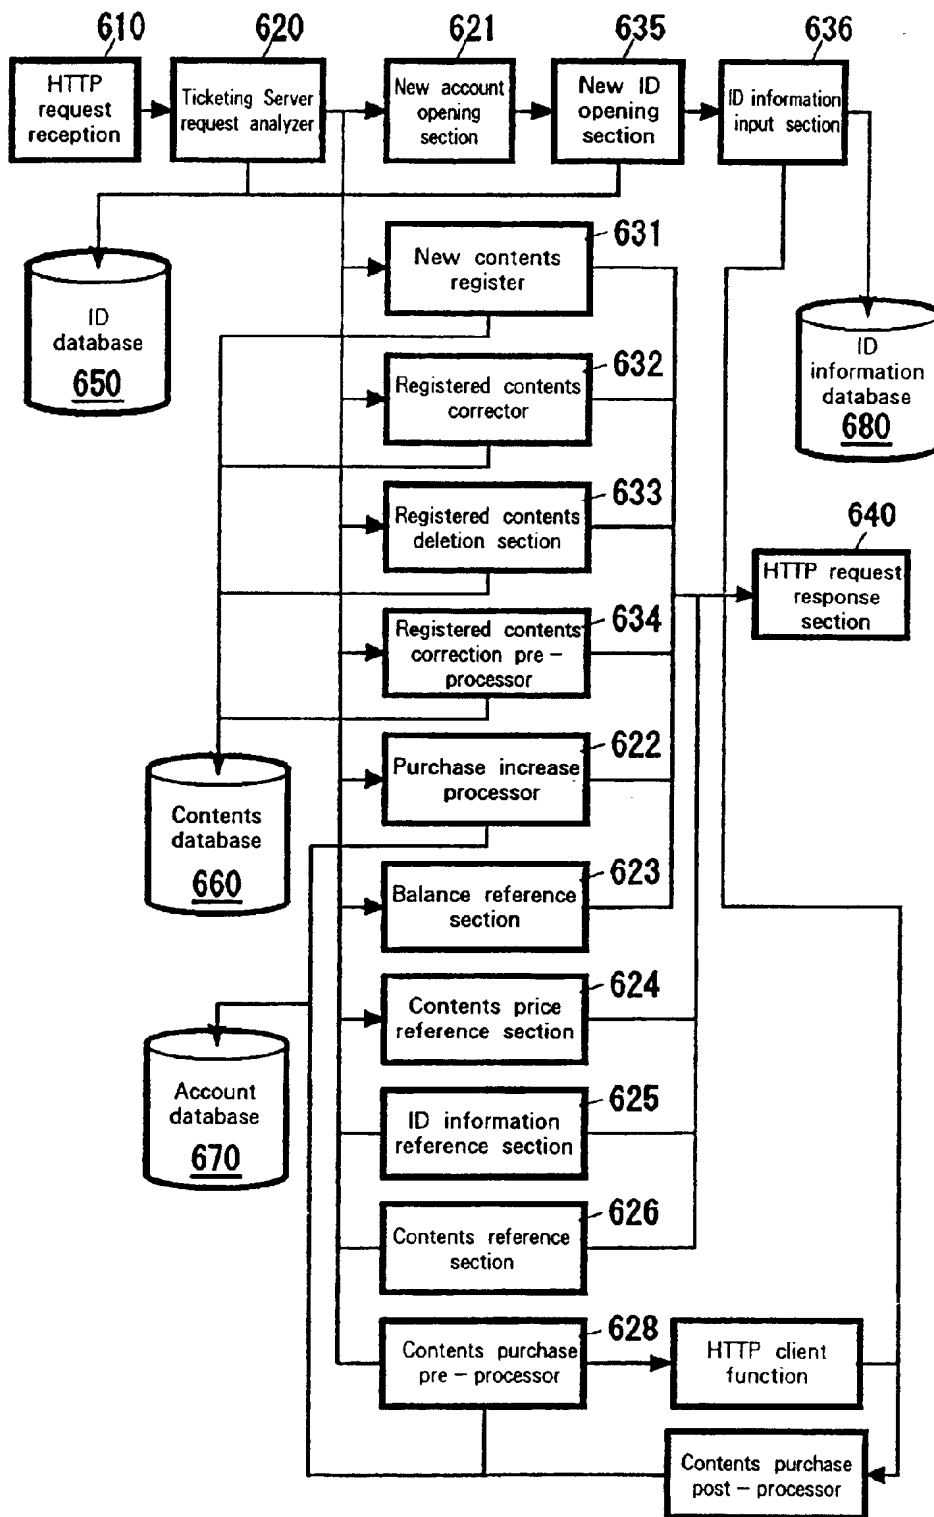 610
620
621
635
636
HTTP
request
reception
Ticketing Server
request analyzer
New account
opening
section
New ID
opening
section
ID information
input section
631
New contents
register
ID
database
650
632
Registered contents
corrector
ID
information
database
680
633
Registered contents
deletion section
640
HTTP request
response
section
634
Registered contents
correction pre-
processor
622
Purchase increase
processor
Contents
database
660
623
Balance reference
section
624
Contents price
reference section
Account
database
670
625
ID information
reference section
626
Contents reference
section
628
Contents purchase
pre-processor
HTTP client
function
Contents purchase
post-processor